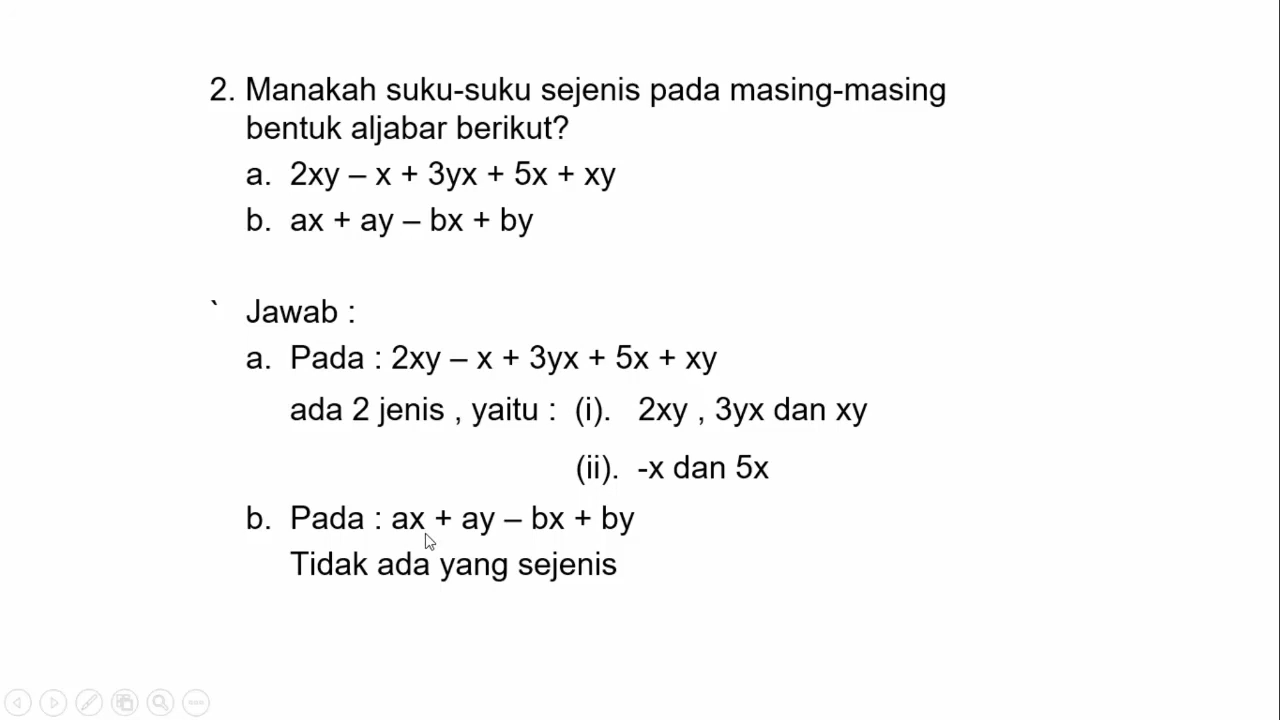 2. Manakah suku-suku sejenis pada masing-masing
bentuk aljabar berikut?
a. 2xy – x + 3yx + 5x + xy
b. ax + ay – bx + by
` Jawab :
a. Pada : 2xy – x + 3yx + 5x + xy
ada 2 jenis , yaitu : (i). 2xy , 3yx dan xy
(ii). -x dan 5x
b. Pada : ax + ay – bx + by
Tidak ada yang sejenis